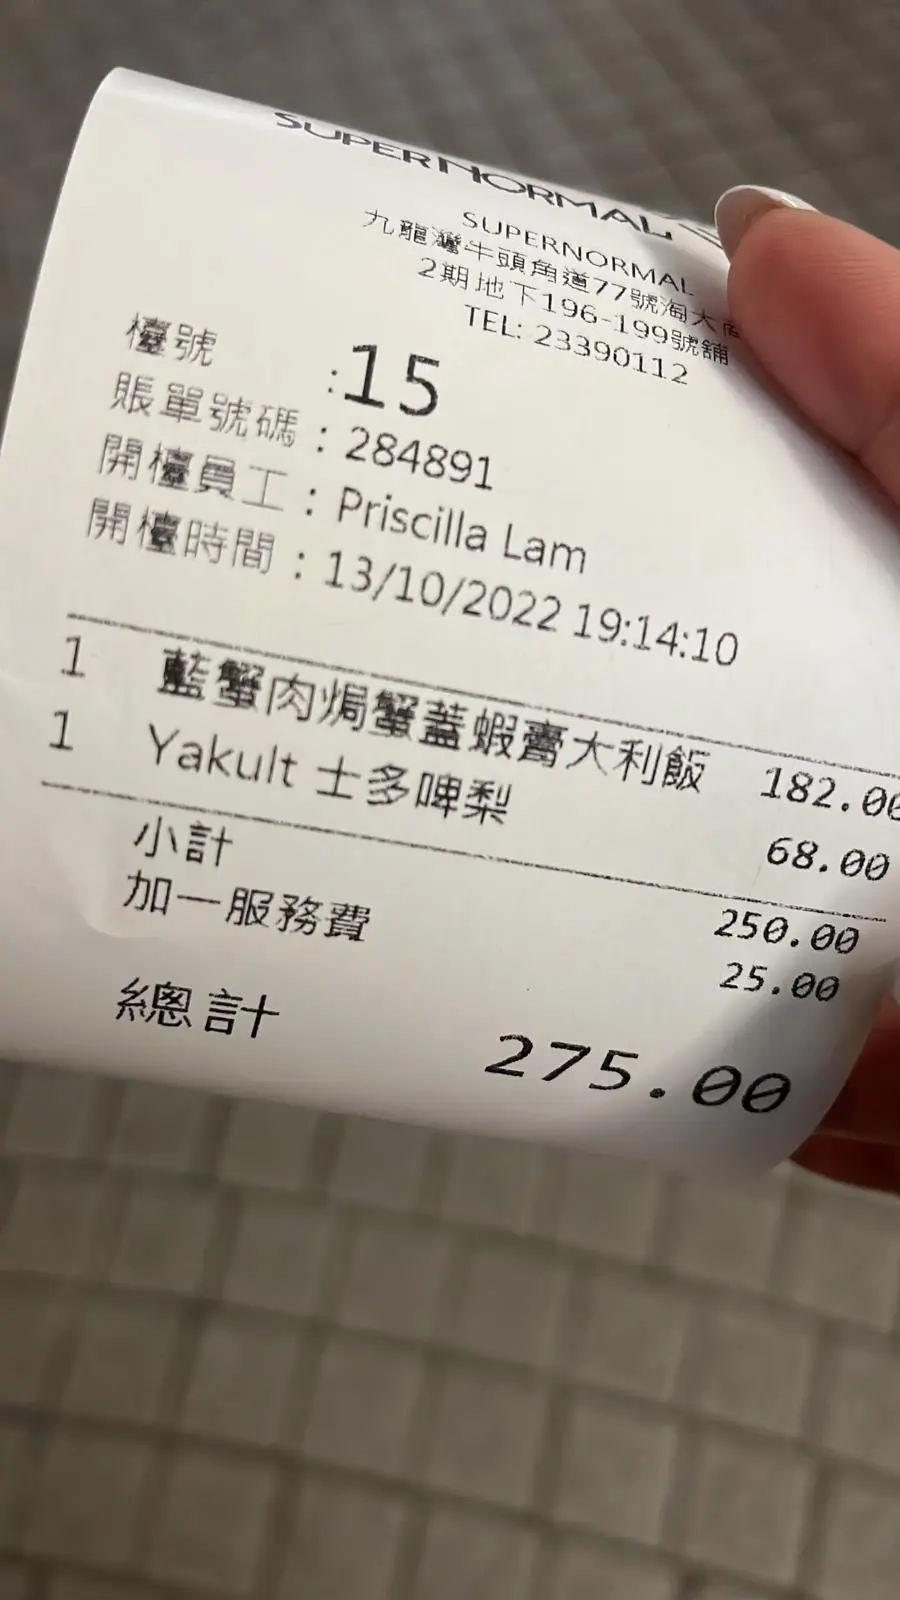 SUPERNORMAL
SUPERNORMAL
九龍灣牛頭角道77號淘大
2期地下196-199號舖
TEL: 23390112
檯號 :15
賬單號碼 : 284891
開檯員工 : Priscilla Lam
開檯時間 : 13/10/2022 19:14:10
1 藍蟹肉焗蟹蓋蝦膏大利飯 182.00
1 Yakult 士多啤梨 68.00
小計 250.00
加一服務費 25.00
總計 275.00